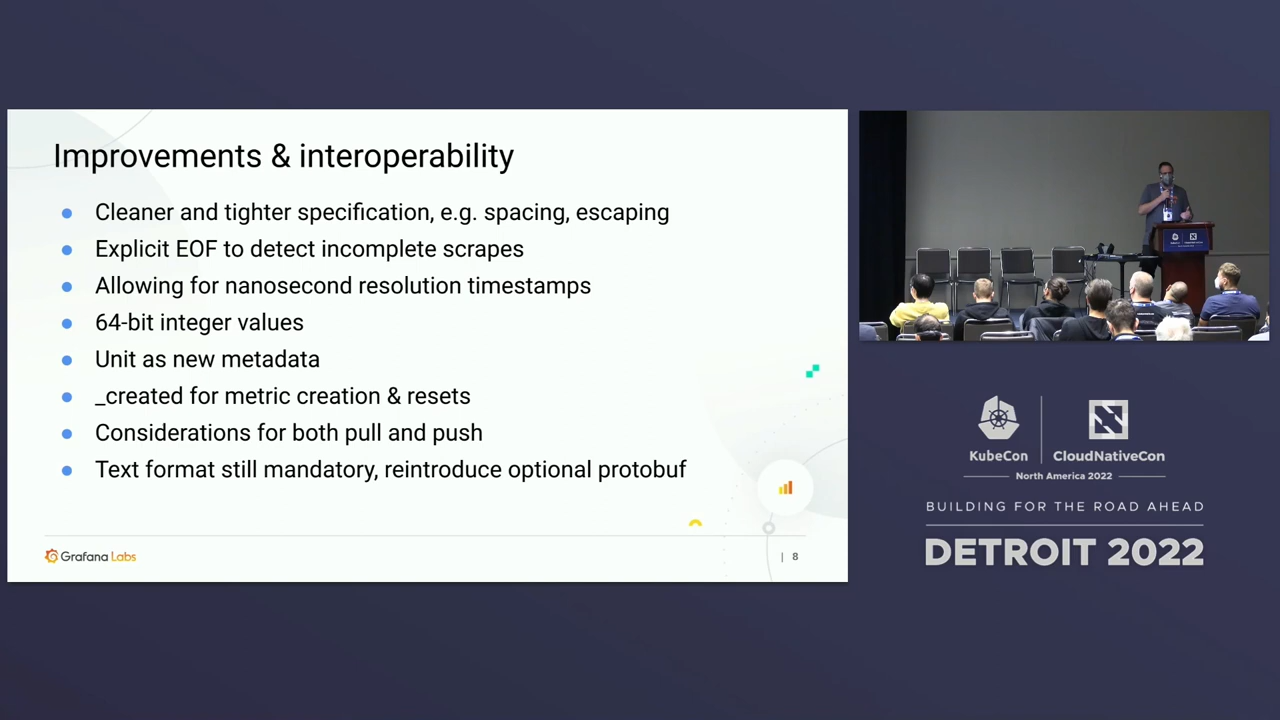 Improvements & interoperability
Cleaner and tighter specification, e.g. spacing, escaping
Explicit EOF to detect incomplete scrapes
Allowing for nanosecond resolution timestamps
64-bit integer values
Unit as new metadata
_created for metric creation & resets
Considerations for both pull and push
Text format still mandatory, reintroduce optional protobuf
Grafana Labs
| 8
KubeCon
CloudNativeCon
North America 2022
BUILDING FOR THE ROAD AHEAD
DETROIT 2022